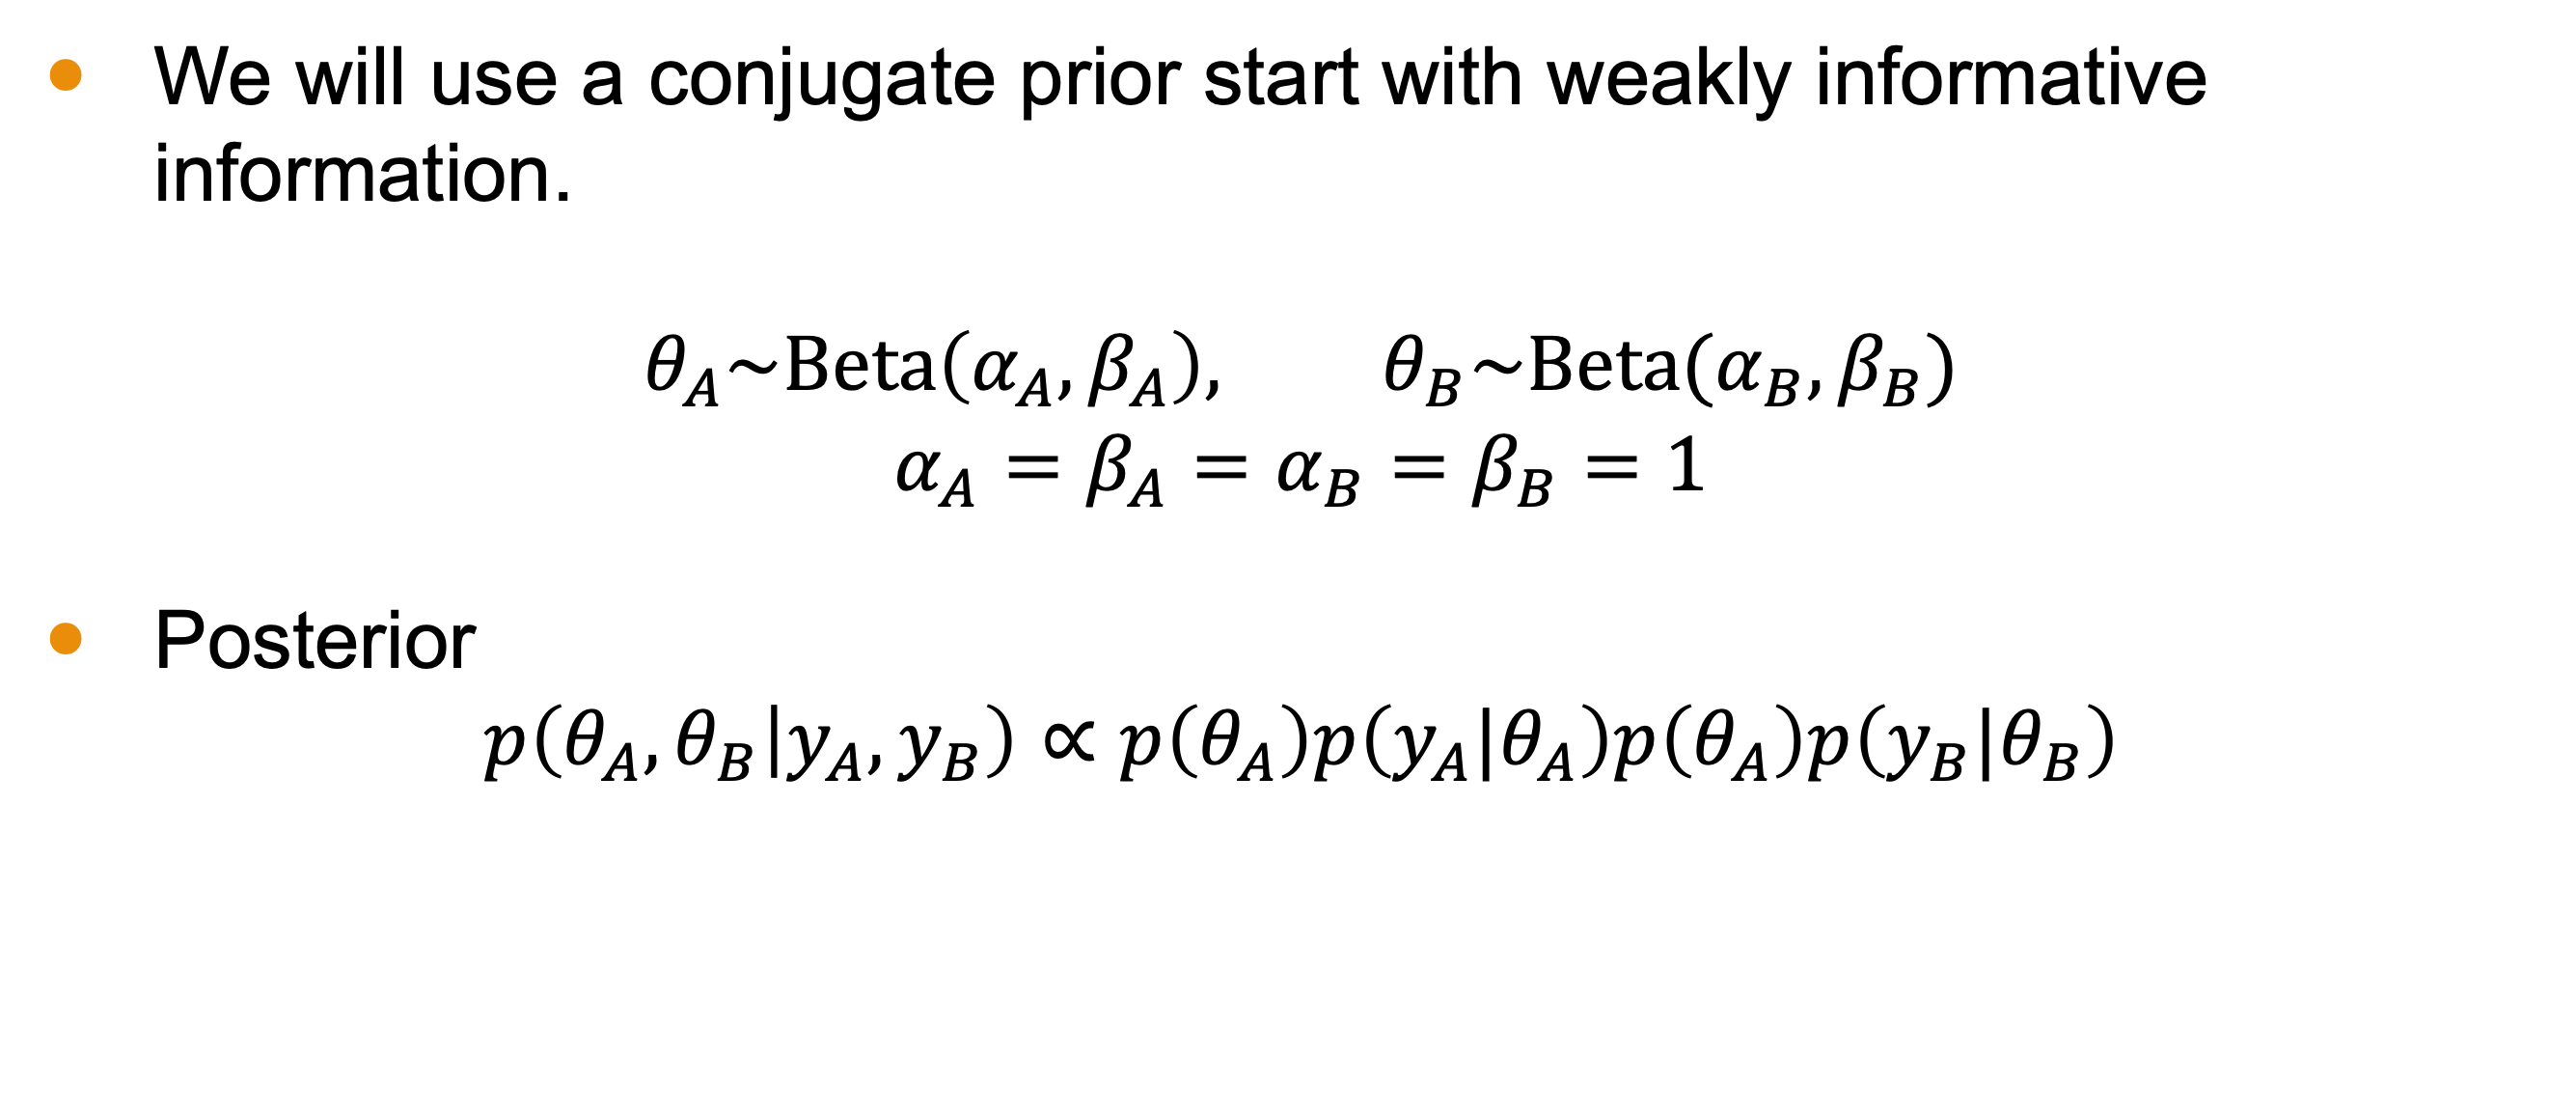 • We will use a conjugate prior start with weakly informative
information.
θ_A~Beta(α_A, β_A), θ_B~Beta(α_B, β_B)
α_A = β_A = α_B = β_B = 1
• Posterior
p(θ_A, θ_B|y_A, y_B) ∝ p(θ_A)p(y_A|θ_A)p(θ_A)p(y_B|θ_B)